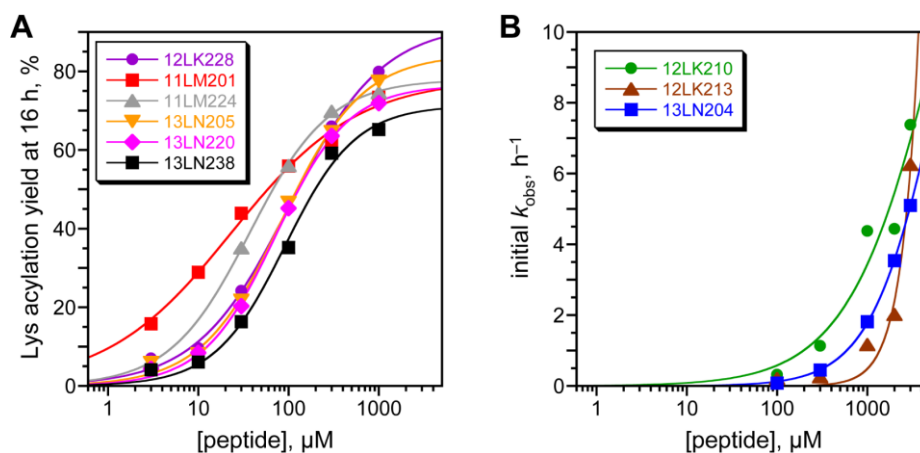 A
Lys acylation yield at 16 h, %
80
60
40
20
0
12LK228
11LM201
11LM224
13LN205
13LN220
13LN238
1
10
100
1000
[peptide], µM
B
initial kobs, h−1
10
8
6
4
2
0
12LK210
12LK213
13LN204
1
10
100
1000
[peptide], µM